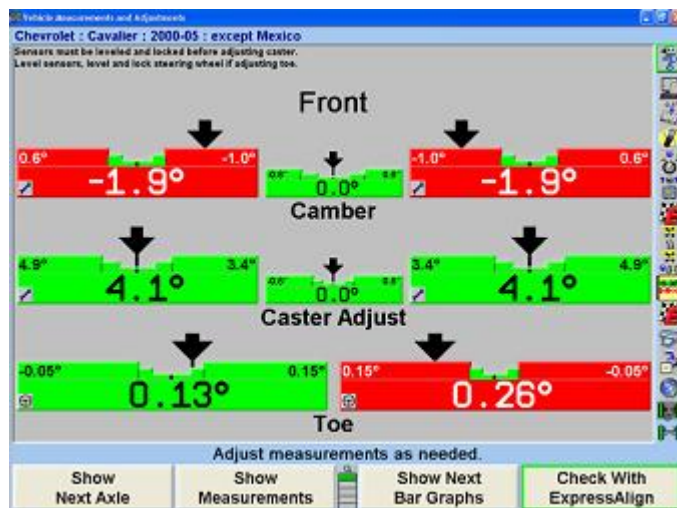 Vehicle Measurements and Adjustments
Chevrolet : Cavalier : 2000-05 : except Mexico
Sensors must be leveled and locked before adjusting caster.
Level sensors, level and lock steering wheel if adjusting toe.
Front
0.6° -1.0° -1.0° 0.6°
-1.9° 0.0° -1.9°
Camber
4.9° 3.4° 3.4° 4.9°
4.1° 0.0° 4.1°
Caster Adjust
-0.05° 0.15° 0.15° -0.05°
0.13° 0.26°
Toe
Adjust measurements as needed.
Show Show Show Next Check With
Next Axle Measurements Bar Graphs ExpressAlign